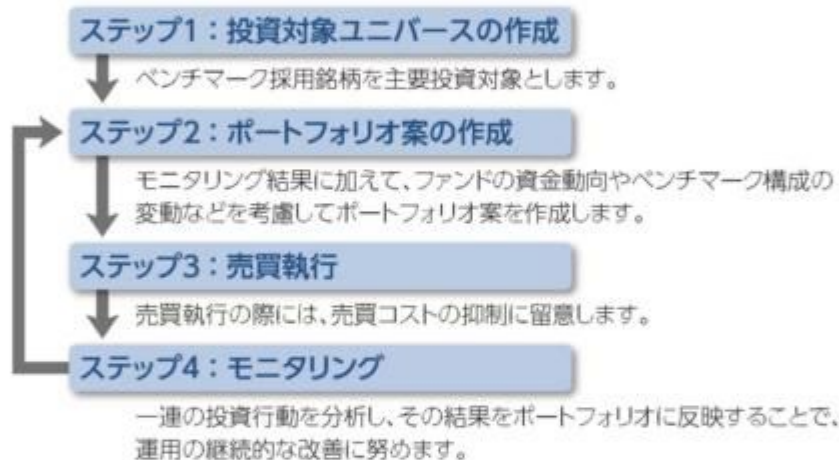 ステップ1：投資対象ユニバースの作成
ベンチマーク採用銘柄を主要投資対象とします。
ステップ2：ポートフォリオ案の作成
モニタリング結果に加えて、ファンドの資金動向やベンチマーク構成の
変動などを考慮してポートフォリオ案を作成します。
ステップ3：売買執行
売買執行の際には、売買コストの抑制に留意します。
ステップ4：モニタリング
一連の投資行動を分析し、その結果をポートフォリオに反映することで、
運用の継続的な改善に努めます。